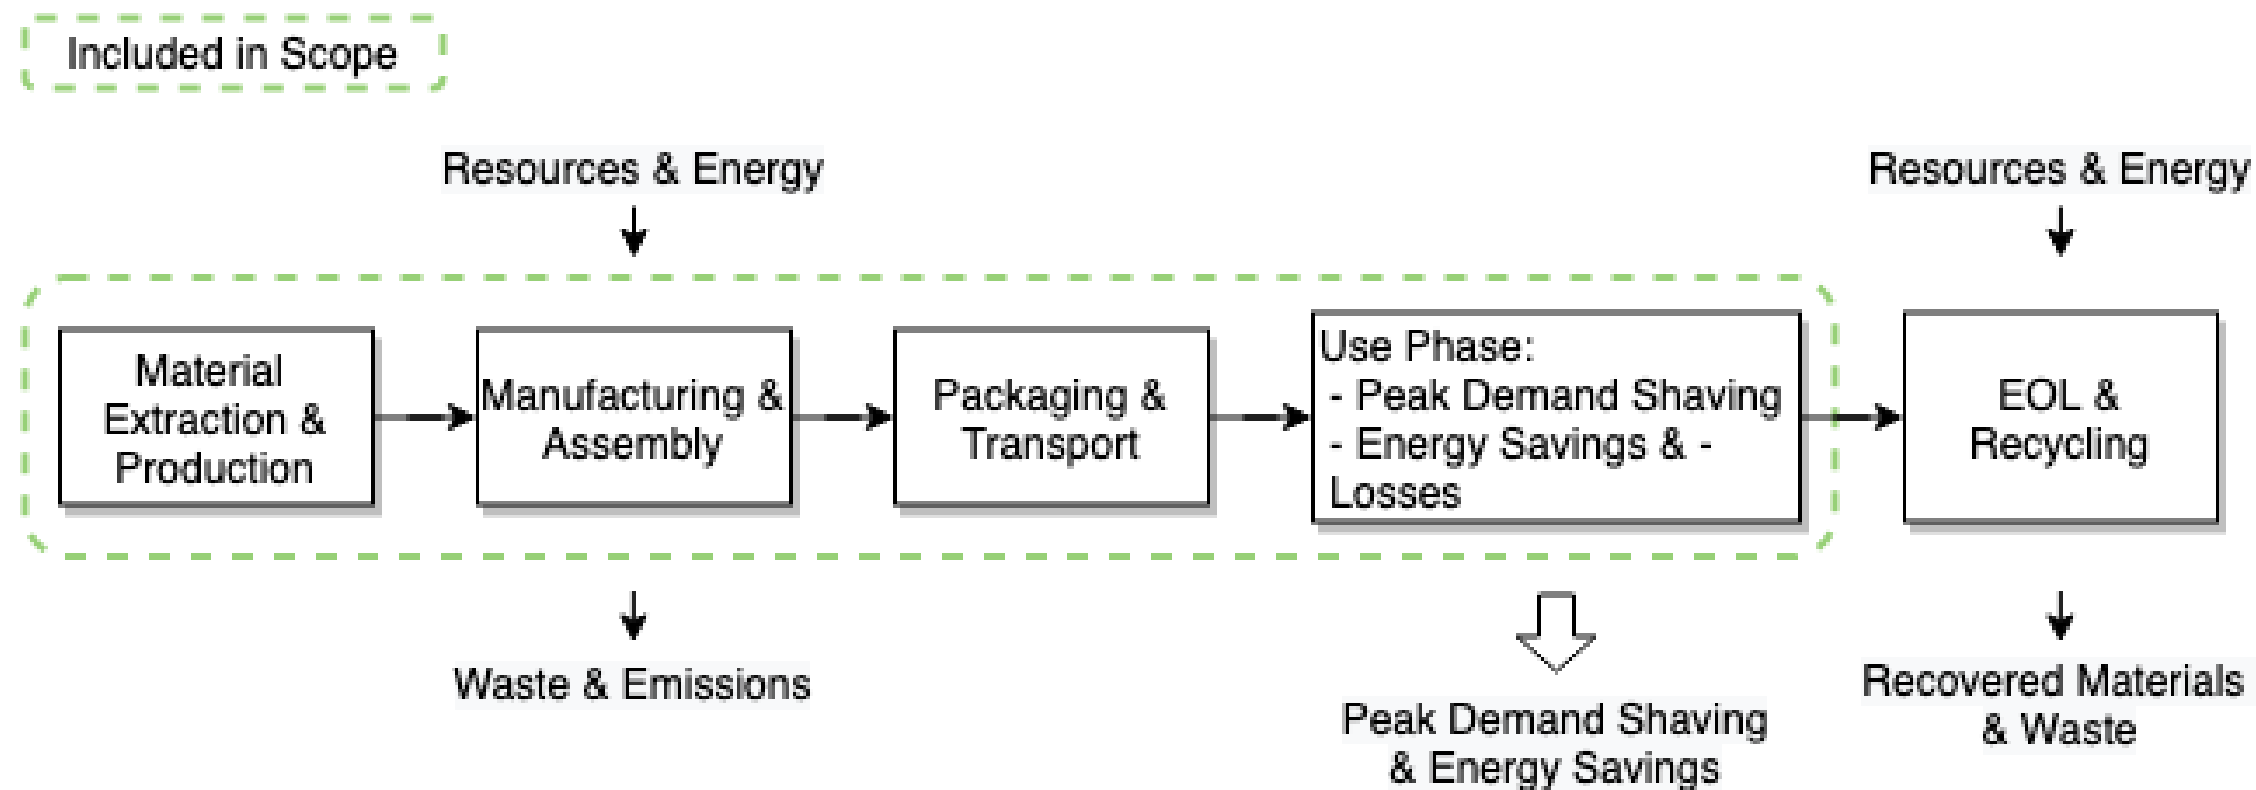 Included in Scope
Resources & Energy
Resources & Energy
Material
Extraction &
Production
Manufacturing &
Assembly
Packaging &
Transport
Use Phase:
- Peak Demand Shaving
- Energy Savings & -
Losses
EOL &
Recycling
Waste & Emissions
Peak Demand Shaving
& Energy Savings
Recovered Materials
& Waste